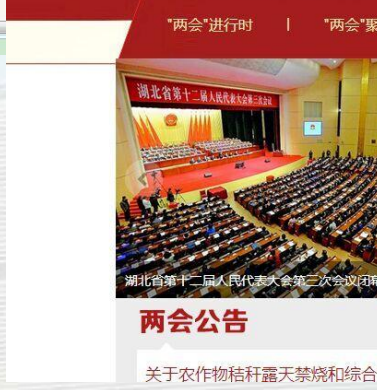 "两会"进行时 | "两会"聚
湖北省第十二届人民代表大会第三次会议
湖北省第十二届人民代表大会第三次会议闭幕
两会公告
关于农作物秸秆露天禁烧和综合